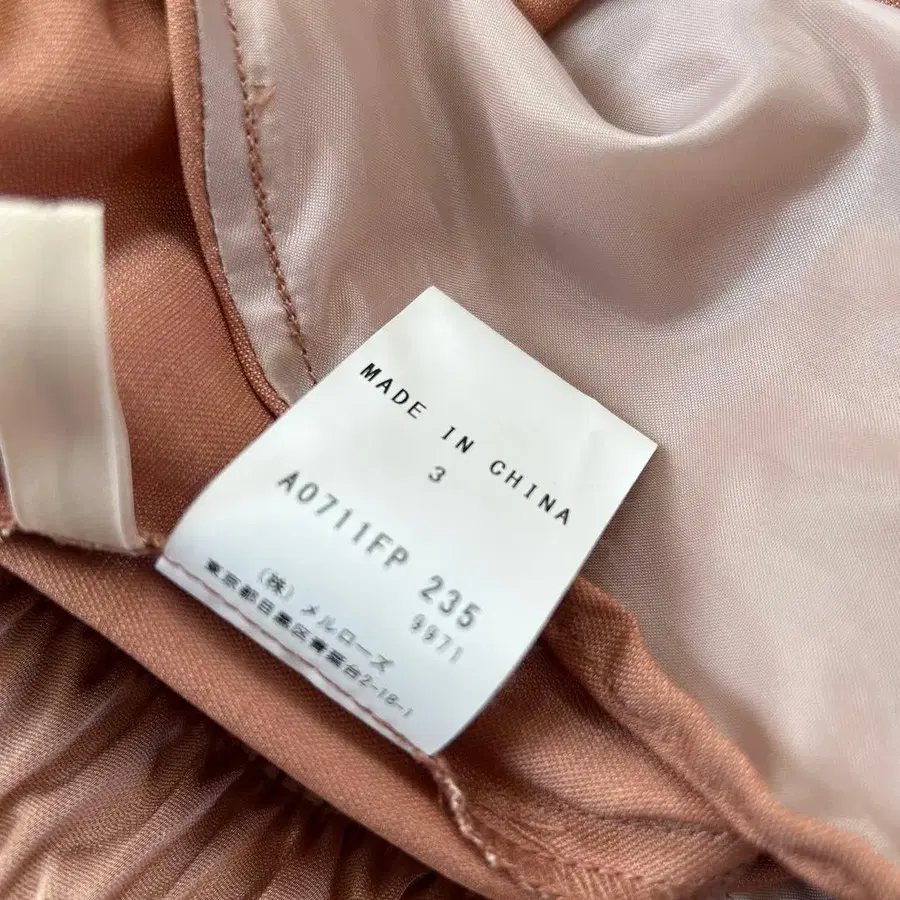 MADE IN CHINA
3
A0711FP 235
9971
(株) メルローズ
東京都目黒区青葉台2-16-1